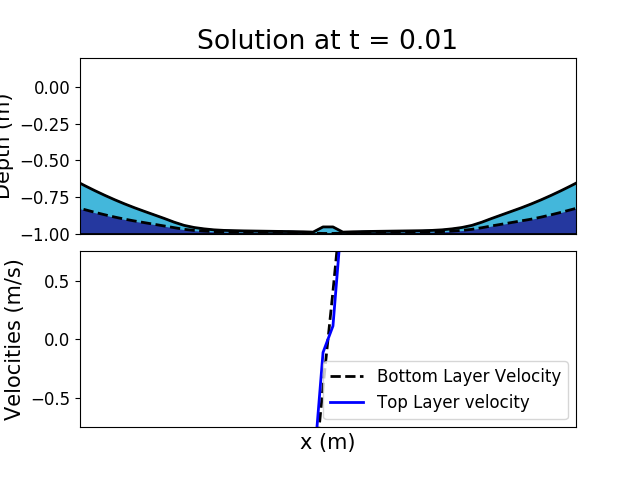 Solution at t = 0.01
Depth (m)
0.00
−0.25
−0.50
−0.75
−1.00
Velocities (m/s)
0.5
0.0
−0.5
Bottom Layer Velocity
Top Layer velocity
x (m)